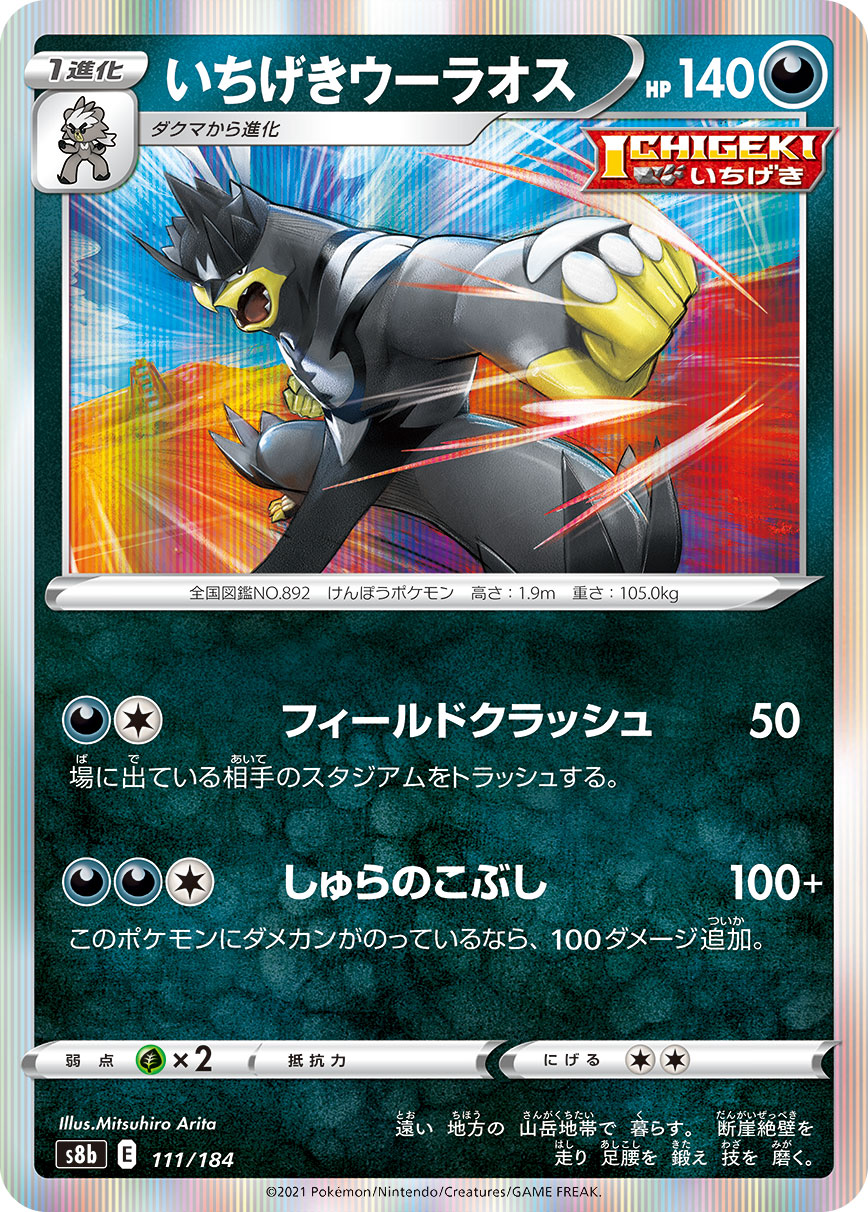 1進化
いちげきウーラオス
HP 140
ダクマから進化
ICHIGEKI
いちげき
全国図鑑NO.892 けんぽうポケモン 高さ:1.9m 重さ:105.0kg
フィールドクラッシュ 50
場に出ている相手のスタジアムをトラッシュする。
しゅらのこぶし 100+
このポケモンにダメカンがのっているなら、100ダメージ追加。
弱点 ×2 抵抗力 にげる
Illus.Mitsuhiro Arita
遠い 地方の 山岳地帯で 暮らす。 断崖絶壁を
走り 足腰を 鍛え 技を 磨く。
s8b E 111/184
©2021 Pokémon/Nintendo/Creatures/GAME FREAK.